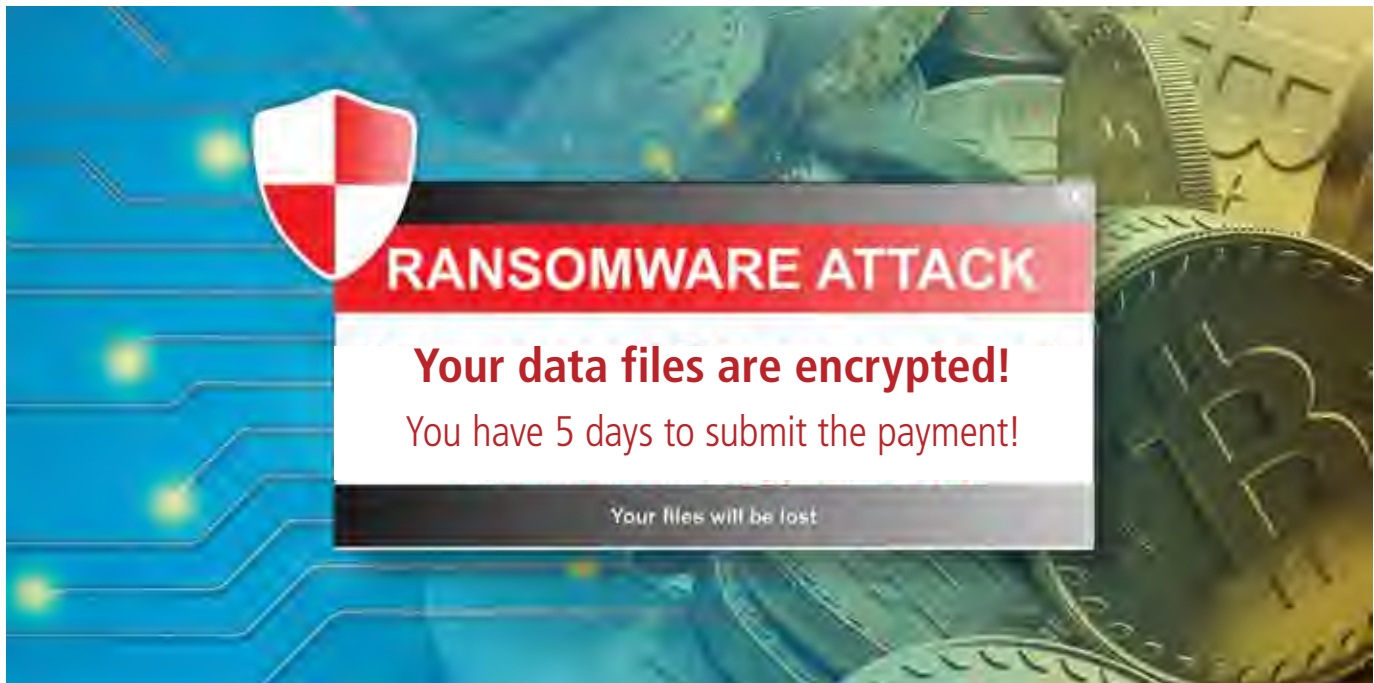 RANSOMWARE ATTACK
Your data files are encrypted!
You have 5 days to submit the payment!
Your files will be lost